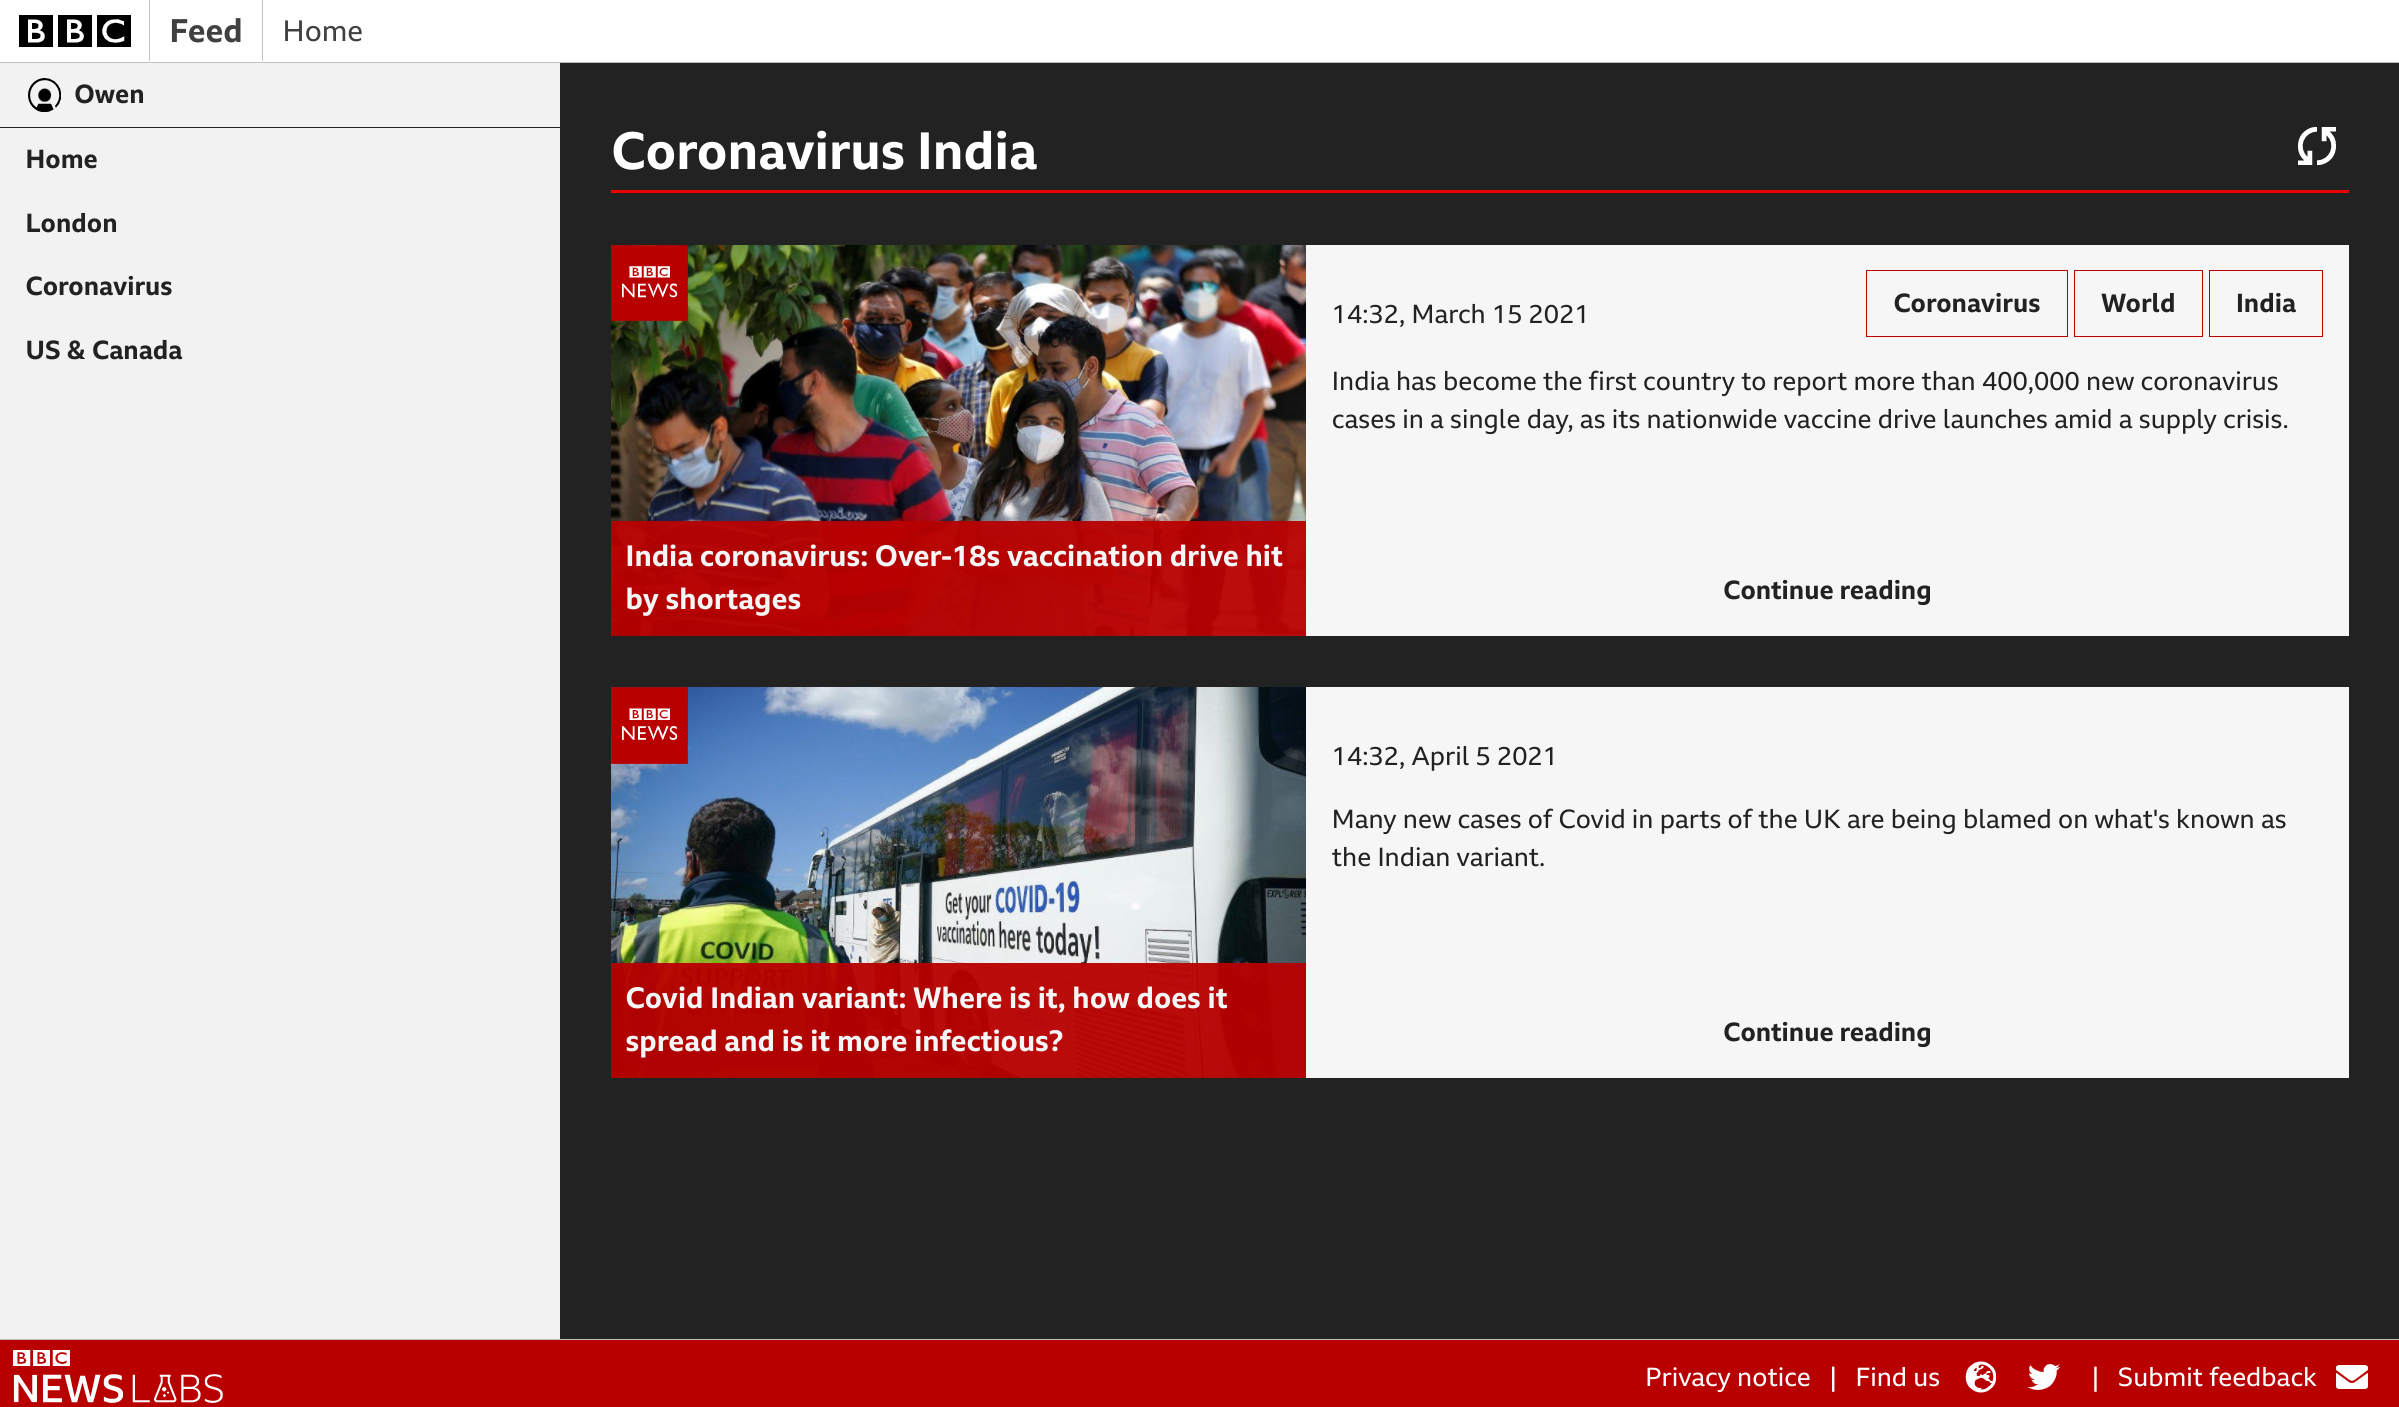 BBC Feed Home
Owen
Home
London
Coronavirus
US & Canada
Coronavirus India
BBC
NEWS
14:32, March 15 2021
Coronavirus World India
India has become the first country to report more than 400,000 new coronavirus
cases in a single day, as its nationwide vaccine drive launches amid a supply crisis.
India coronavirus: Over-18s vaccination drive hit
by shortages
Continue reading
BBC
NEWS
Get your COVID-19
vaccination here today!
COVID
SUPPORT
14:32, April 5 2021
Many new cases of Covid in parts of the UK are being blamed on what's known as
the Indian variant.
Covid Indian variant: Where is it, how does it
spread and is it more infectious?
Continue reading
BBC
NEWS LABS
Privacy notice | Find us | Submit feedback